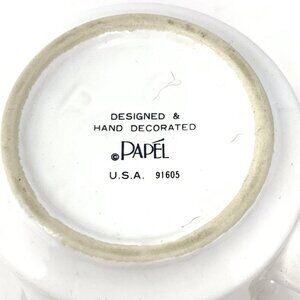 DESIGNED &
HAND DECORATED
©PAPÉL
U.S.A. 91605